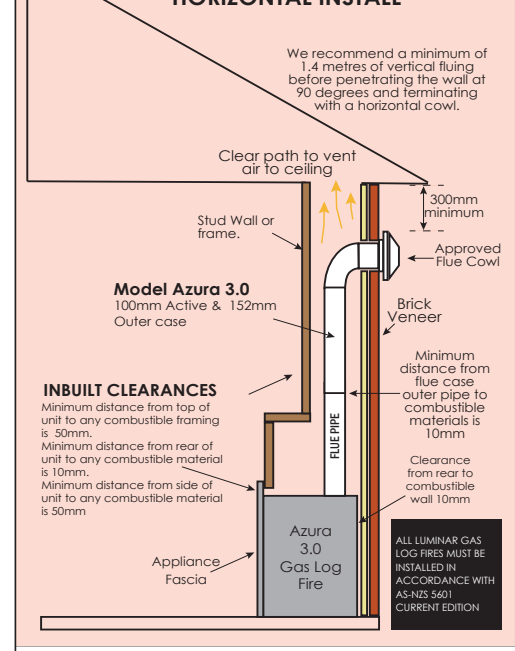 HORIZONTAL INSTALL
We recommend a minimum of
1.4 metres of vertical fluing
before penetrating the wall at
90 degrees and terminating
with a horizontal cowl.
Clear path to vent
air to ceiling
300mm
minimum
Stud Wall or
frame.
Approved
Flue Cowl
Model Azura 3.0
100mm Active & 152mm
Outer case
Brick
Veneer
Minimum
distance from
flue case
outer pipe to
combustible
materials is
10mm
INBUILT CLEARANCES
Minimum distance from top of
unit to any combustible framing
is 50mm.
Minimum distance from rear of
unit to any combustible material
is 10mm.
Minimum distance from side of
unit to any combustible material
is 50mm
FLUE PIPE
Clearance
from rear to
combustible
wall 10mm
Azura
3.0
Gas Log
Fire
Appliance
Fascia
ALL LUMINAR GAS
LOG FIRES MUST BE
INSTALLED IN
ACCORDANCE WITH
AS-NZS 5601
CURRENT EDITION